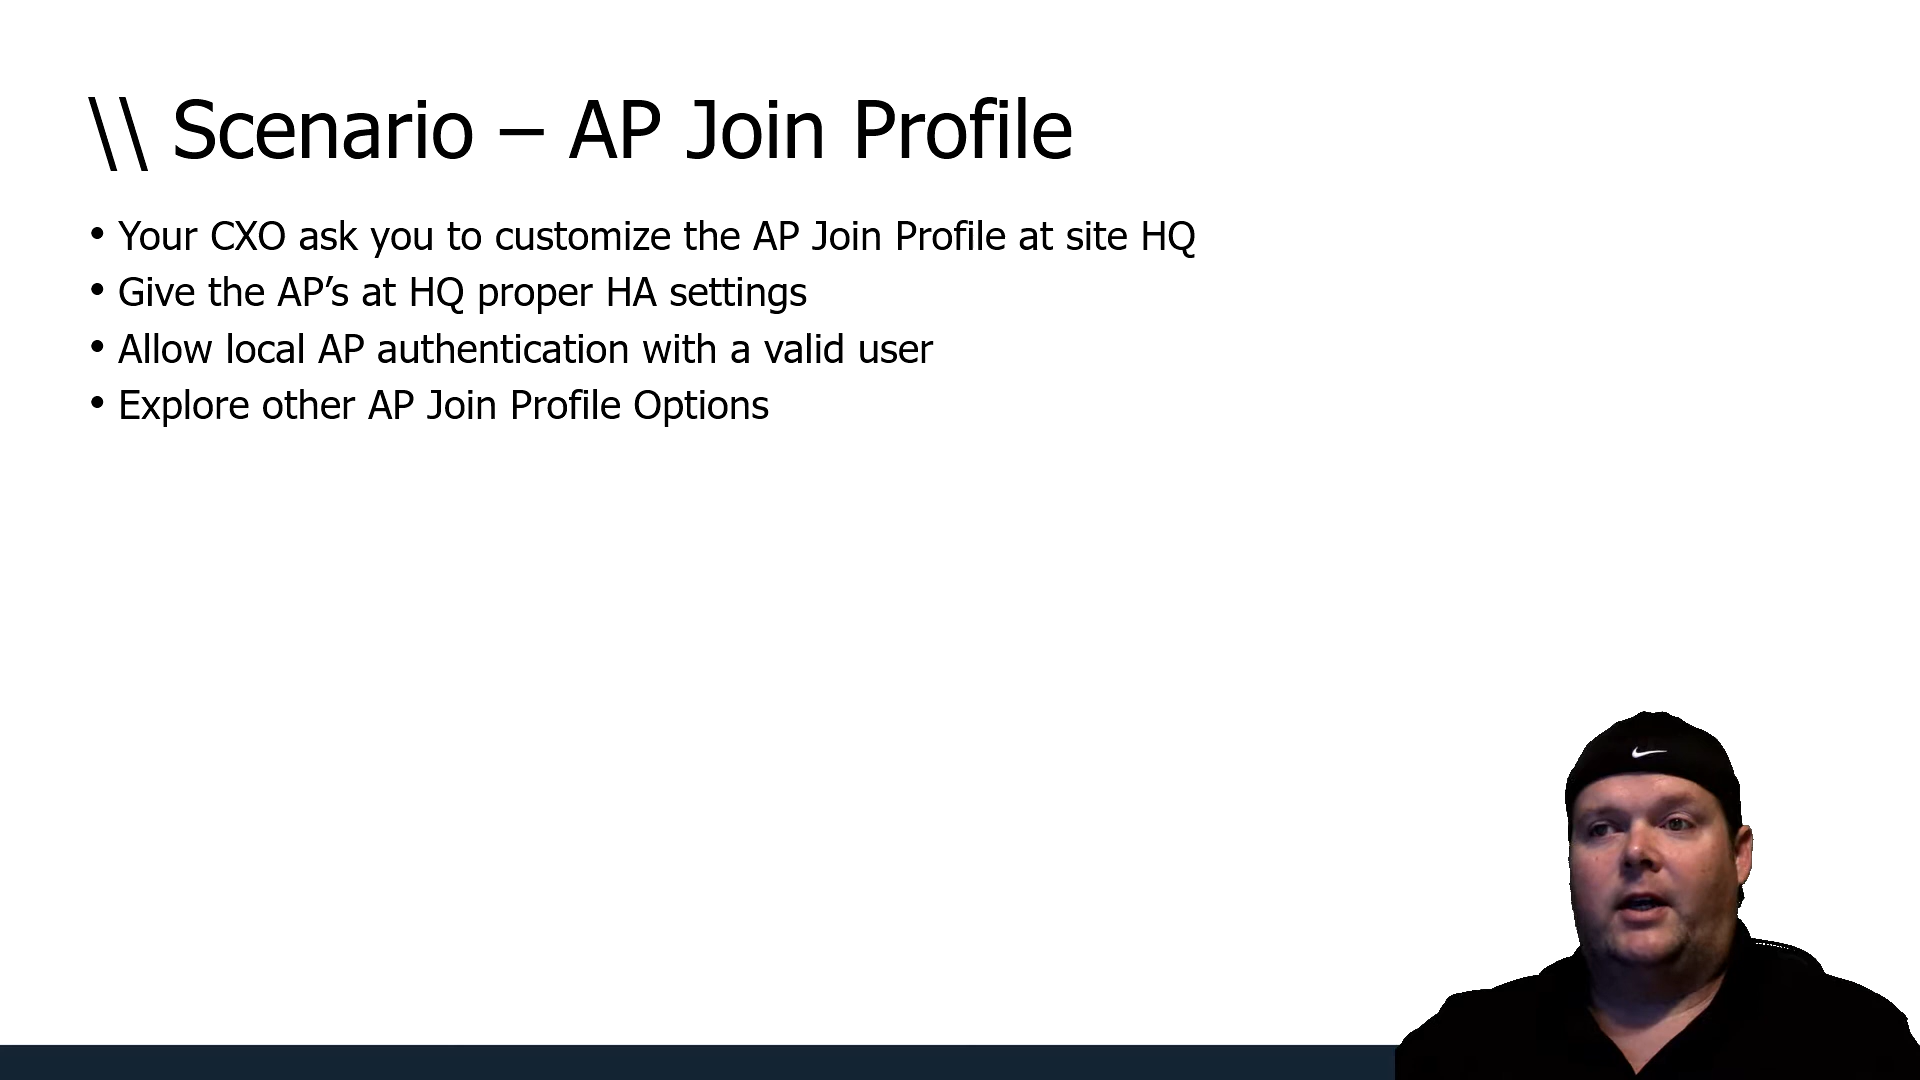 \\ Scenario – AP Join Profile
• Your CXO ask you to customize the AP Join Profile at site HQ
• Give the AP’s at HQ proper HA settings
• Allow local AP authentication with a valid user
• Explore other AP Join Profile Options